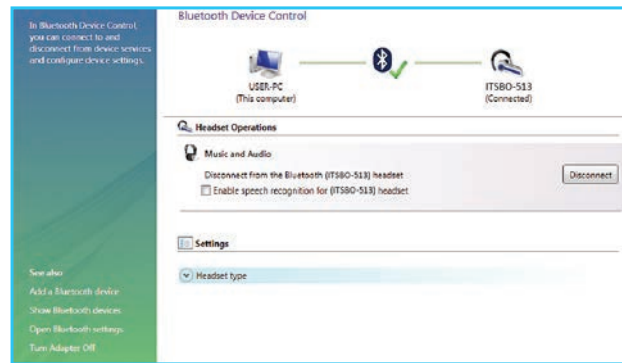 In Bluetooth Device Control,
you can connect to and
disconnect from device services
and configure device settings.
Bluetooth Device Control
USER-PC
(This computer)
ITSBO-513
(Connected)
Headset Operations
Music and Audio
Disconnect from the Bluetooth (ITSBO-513) headset
Disconnect
Enable speech recognition for (ITSBO-513) headset
Settings
Headset type
See also
Add a Bluetooth device
Show Bluetooth devices
Open Bluetooth settings
Turn Adapter Off